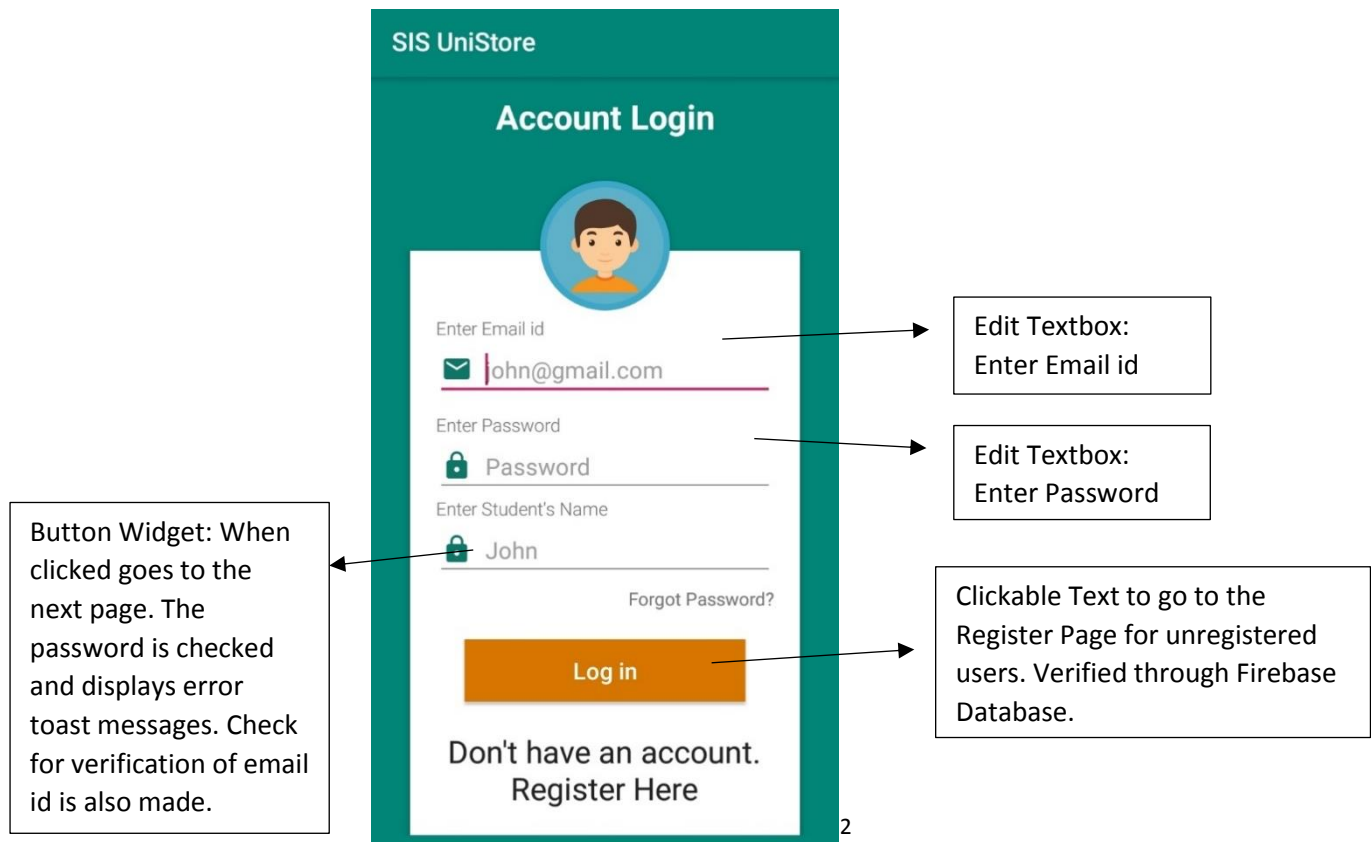 SIS UniStore
Account Login
Enter Email id
john@gmail.com
Enter Password
Password
Enter Student's Name
John
Forgot Password?
Log in
Don't have an account.
Register Here
Edit Textbox:
Enter Email id
Edit Textbox:
Enter Password
Button Widget: When
clicked goes to the
next page. The
password is checked
and displays error
toast messages. Check
for verification of email
id is also made.
Clickable Text to go to the
Register Page for unregistered
users. Verified through Firebase
Database.
2